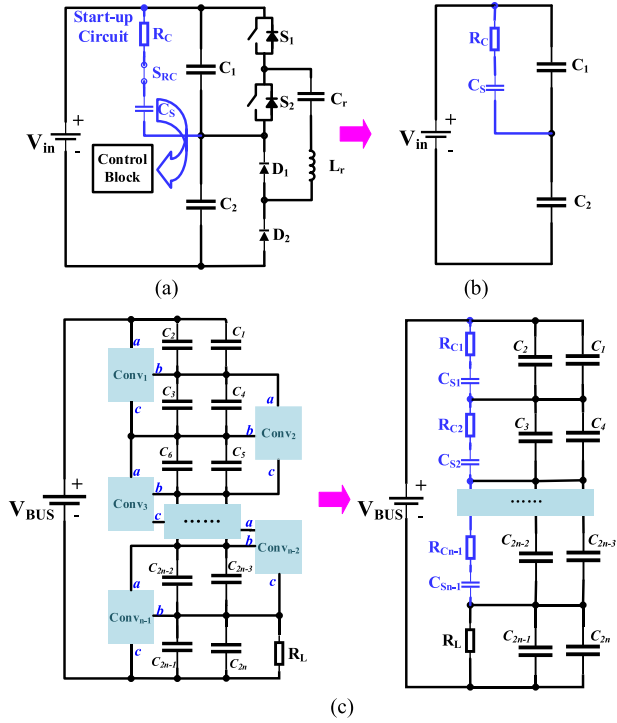 Start-up
Circuit
R_C
S_RC
C_S
V_in
+
-
Control
Block
C_1
C_2
S_1
S_2
C_r
D_1
L_r
D_2
(a)
R_C
C_S
C_1
V_in
+
-
C_2
(b)
a
C_2
C_1
Conv_1
b
c
C_3
C_4
a
b
Conv_2
c
C_6
C_5
a
Conv_3
b
c
······
a
b
Conv_n-2
c
V_BUS
+
-
a
C_2n-2
C_2n-3
Conv_n-1
b
c
C_2n-1
C_2n
R_L
R_C1
C_S1
C_2
C_1
R_C2
C_S2
C_3
C_4
V_BUS
+
-
······
R_Cn-1
C_Sn-1
C_2n-2
C_2n-3
R_L
C_2n-1
C_2n
(c)